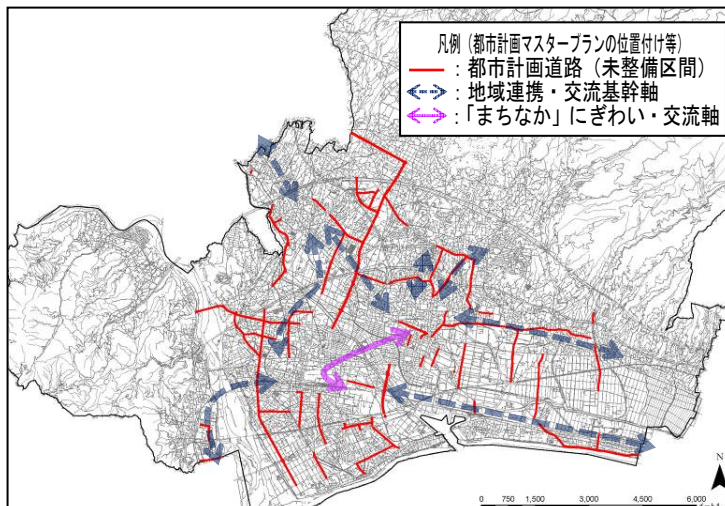 凡例（都市計画マスタープランの位置付け等）
：都市計画道路（未整備区間）
：地域連携・交流基幹軸
：「まちなか」にぎわい・交流軸
N
0 750 1,500 3,000 4,500 6,000